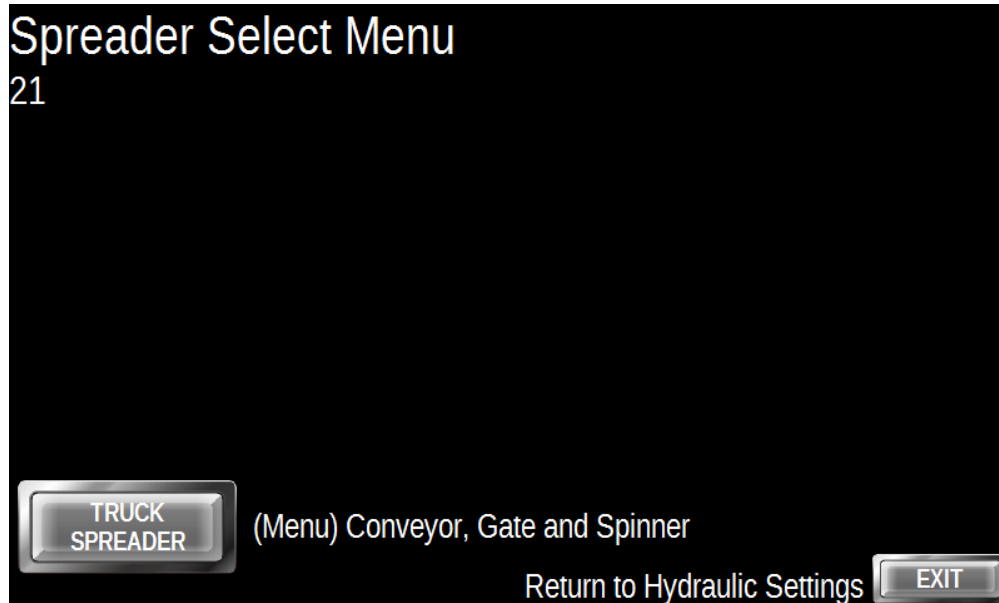 Spreader Select Menu
21
TRUCK
SPREADER
(Menu) Conveyor, Gate and Spinner
Return to Hydraulic Settings
EXIT